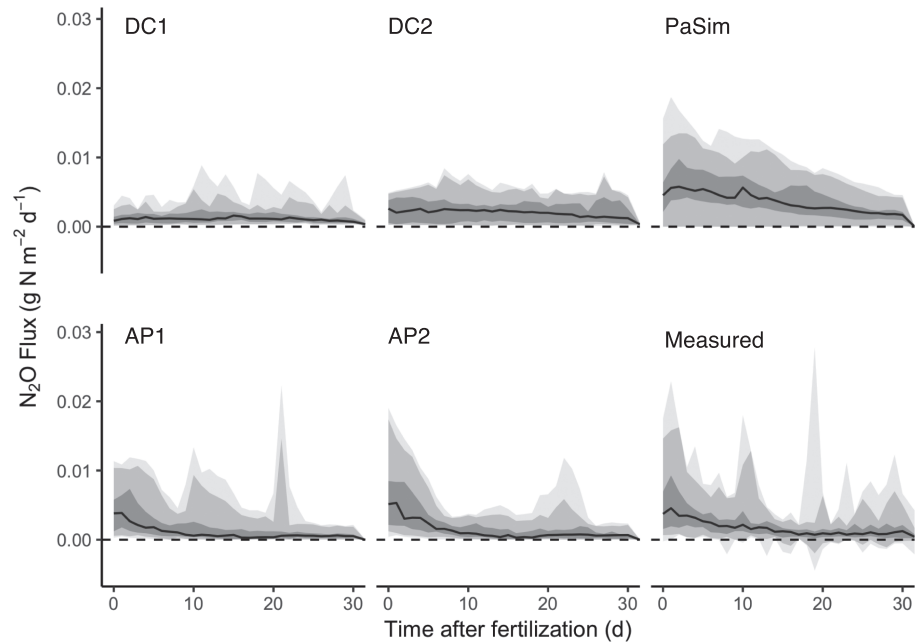 DC1
DC2
PaSim
0.03
0.02
0.01
0.00
AP1
AP2
Measured
0.03
0.02
0.01
0.00
0 10 20 30 0 10 20 30 0 10 20 30
Time after fertilization (d)
N₂O Flux (g N m⁻² d⁻¹)